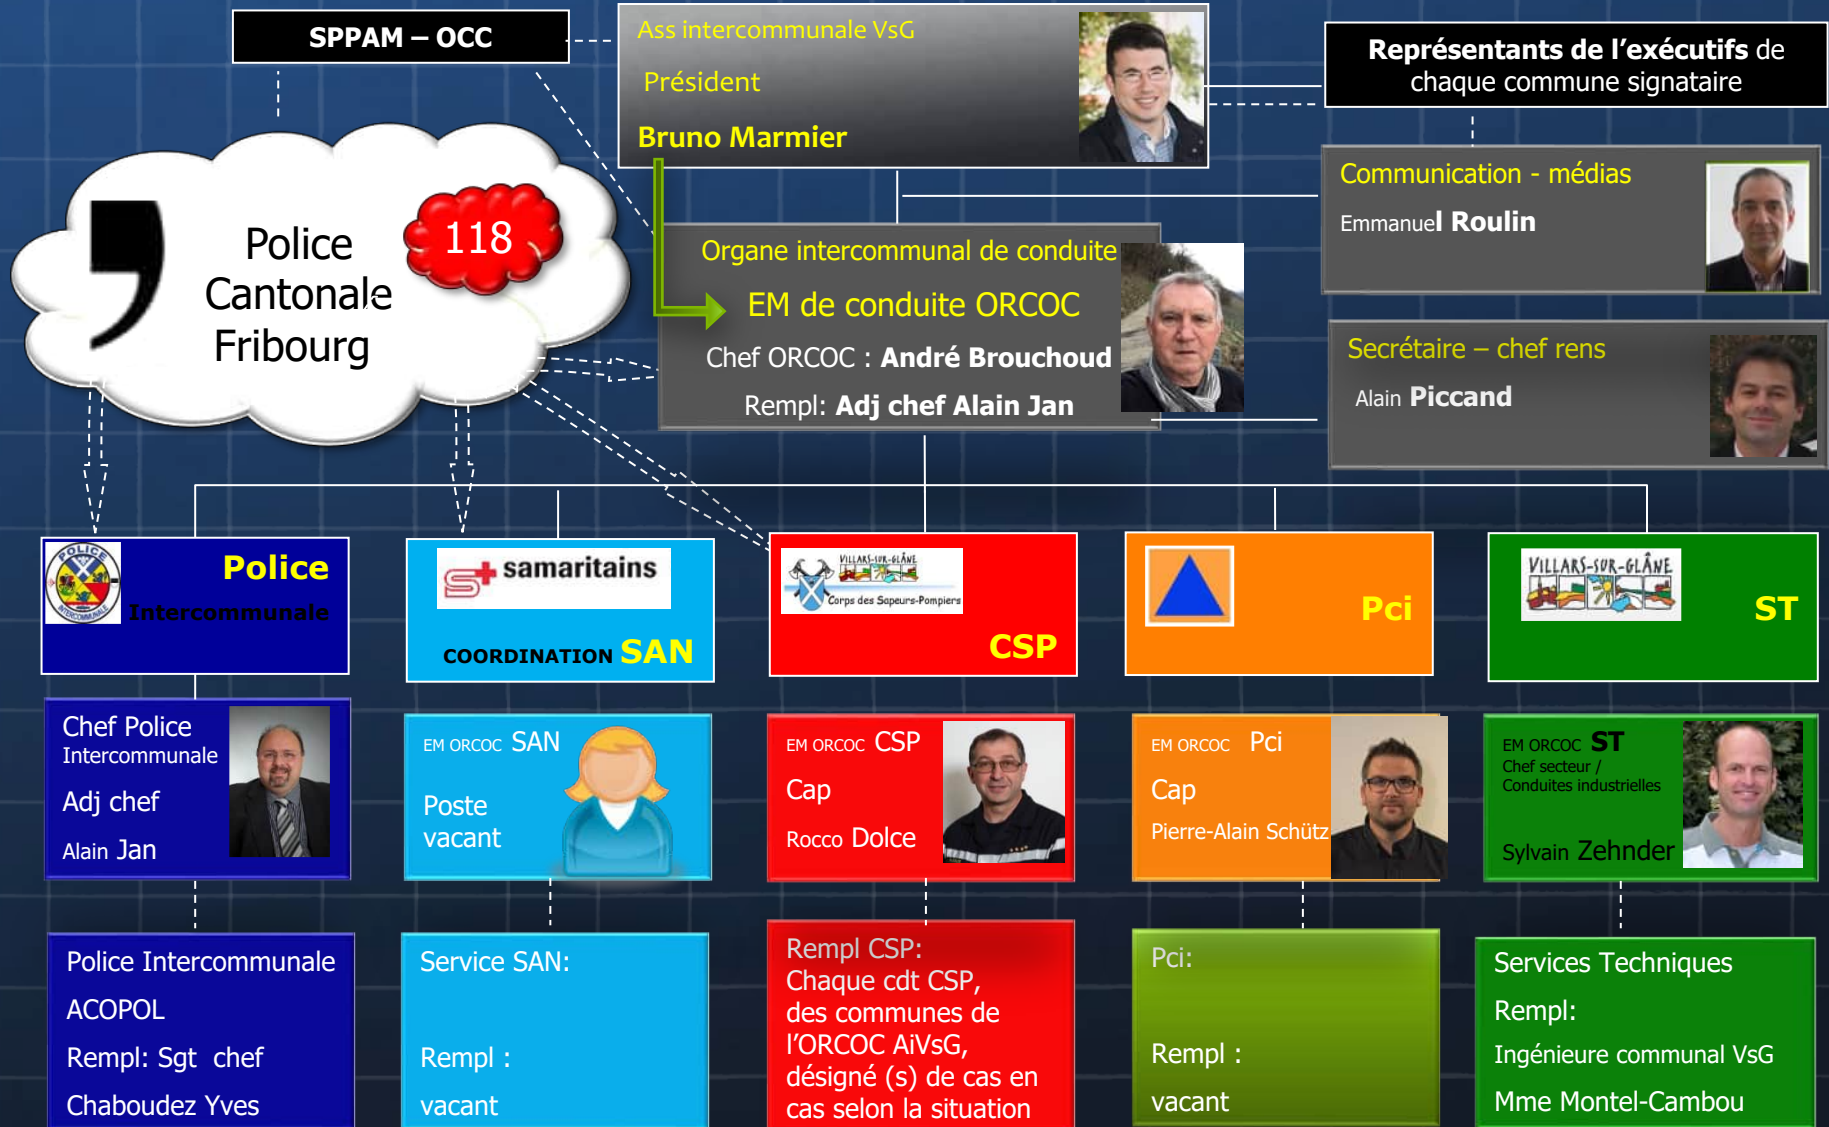 SPPAM – OCC
Ass intercommunale VsG
Président
Bruno Marmier
Représentants de l'exécutifs de
chaque commune signataire
Communication - médias
Emmanuel Roulin
Police
Cantonale
Fribourg
118
Organe intercommunal de conduite
EM de conduite ORCOC
Chef ORCOC : André Brouchoud
Rempl: Adj chef Alain Jan
Secrétaire – chef rens
Alain Piccand
POLICE
INTERCOMMUNALE
Police
Intercommunale
samaritains
COORDINATION SAN
VILLARS-SUR-GLÂNE
Corps des Sapeurs-Pompiers
CSP
Pci
VILLARS-SUR-GLÂNE
ST
Chef Police
Intercommunale
Adj chef
Alain Jan
EM ORCOC SAN
Poste
vacant
EM ORCOC CSP
Cap
Rocco Dolce
EM ORCOC Pci
Cap
Pierre-Alain Schütz
EM ORCOC ST
Chef secteur /
Conduites industrielles
Sylvain Zehnder
Police Intercommunale
ACOPOL
Rempl: Sgt chef
Chaboudez Yves
Service SAN:
Rempl :
vacant
Rempl CSP:
Chaque cdt CSP,
des communes de
l'ORCOC AiVsG,
désigné (s) de cas en
cas selon la situation
Pci:
Rempl :
vacant
Services Techniques
Rempl:
Ingénieure communal VsG
Mme Montel-Cambou